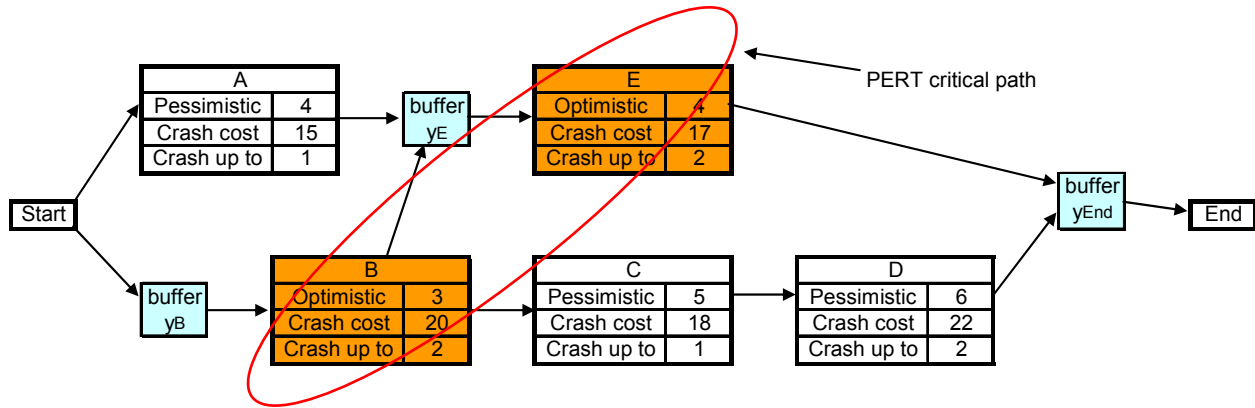 A
Pessimistic 4
Crash cost 15
Crash up to 1
buffer
yE
E
Optimistic 4
Crash cost 17
Crash up to 2
PERT critical path
Start
buffer
yEnd
End
buffer
yB
B
Optimistic 3
Crash cost 20
Crash up to 2
C
Pessimistic 5
Crash cost 18
Crash up to 1
D
Pessimistic 6
Crash cost 22
Crash up to 2